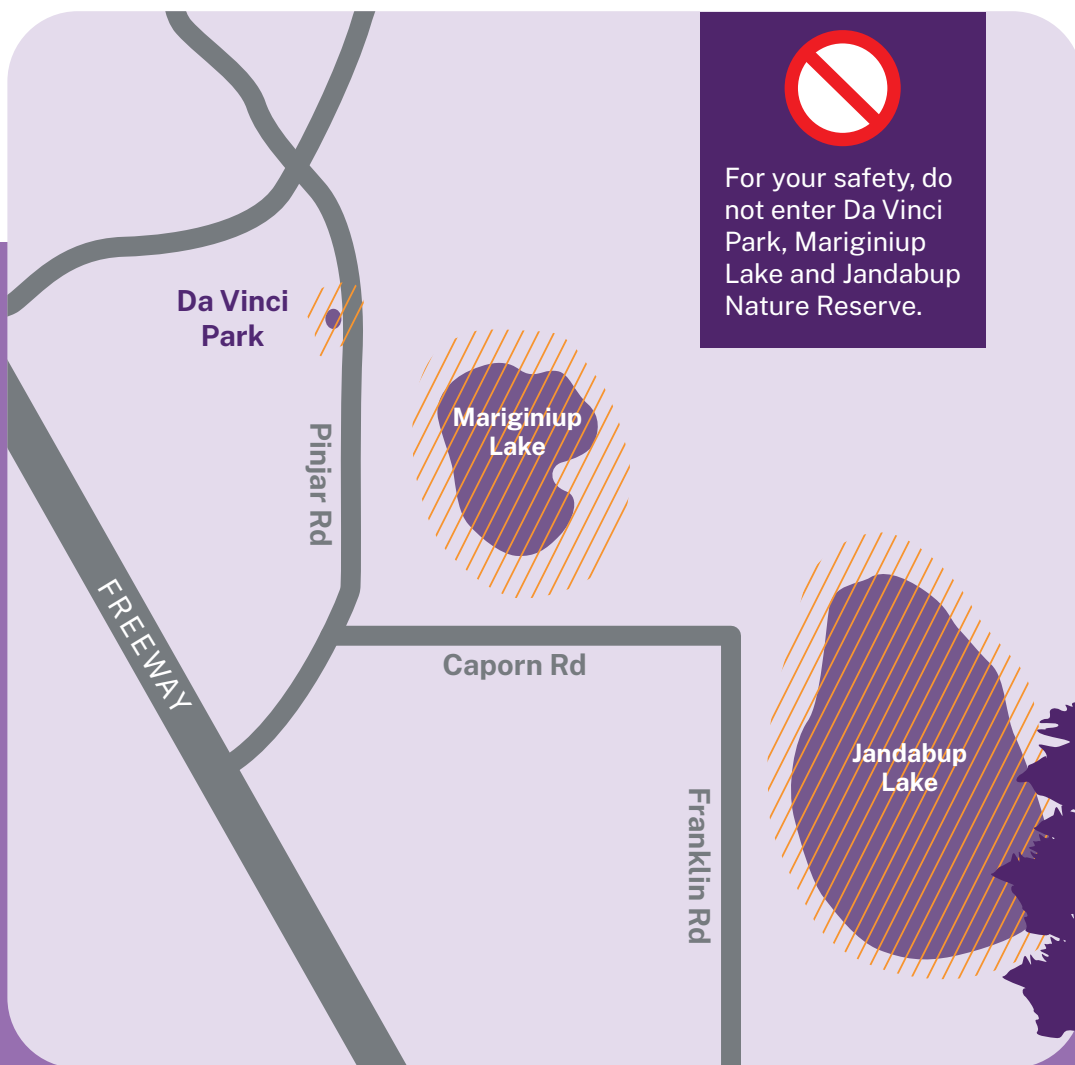 For your safety, do
not enter Da Vinci
Park, Mariginiup
Lake and Jandabup
Nature Reserve.
Da Vinci
Park
Mariginiup
Lake
Pinjar Rd
FREEWAY
Caporn Rd
Jandabup
Lake
Franklin Rd